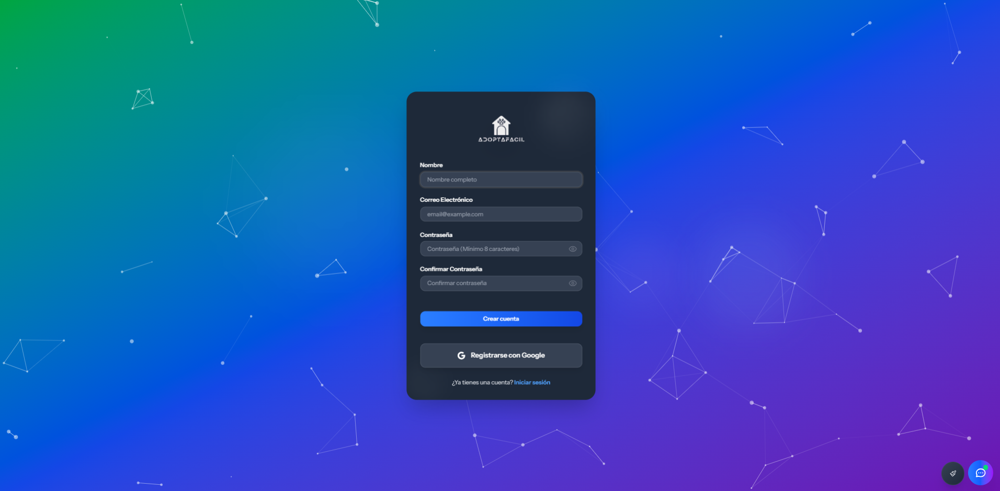 ADOPTAFACIL
Nombre
Nombre completo
Correo Electrónico
email@example.com
Contraseña
Contraseña (Mínimo 8 caracteres)
Confirmar Contraseña
Confirmar contraseña
Crear cuenta
G Registrarse con Google
¿Ya tienes una cuenta? Iniciar sesión